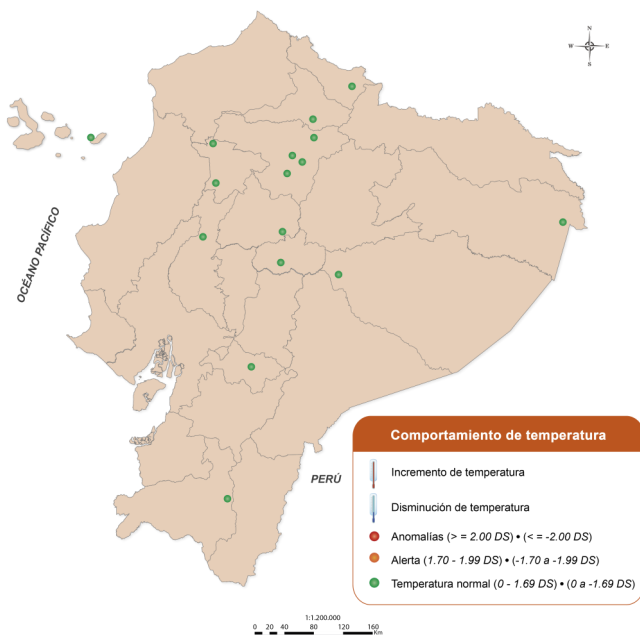 N
W E
S
OCÉANO PACÍFICO
PERÚ
Comportamiento de temperatura
Incremento de temperatura
Disminución de temperatura
Anomalías (> = 2.00 DS) • (< = -2.00 DS)
Alerta (1.70 - 1.99 DS) • (-1.70 a -1.99 DS)
Temperatura normal (0 - 1.69 DS) • (0 a -1.69 DS)
1:1.200.000
0 20 40 80 120 160
Km